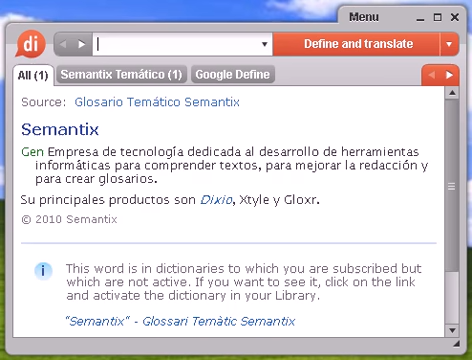 Menu
di
Define and translate
All (1) Semantix Temático (1) Google Define
Source: Glosario Temático Semantix
Semantix
Gen Empresa de tecnología dedicada al desarrollo de herramientas
informáticas para comprender textos, para mejorar la redacción y
para crear glosarios.
Su principales productos son Dixio, Xtyle y Gloxr.
© 2010 Semantix
i
This word is in dictionaries to which you are subscribed but
which are not active. If you want to see it, click on the link
and activate the dictionary in your Library.
"Semantix" - Glossari Temàtic Semantix